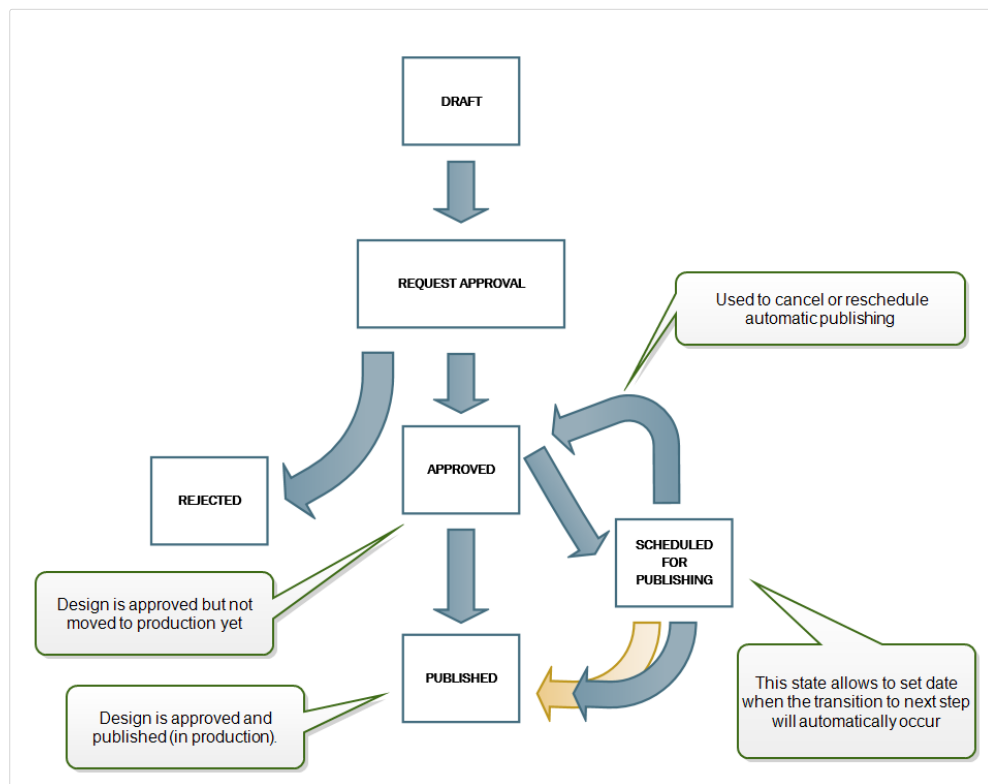 DRAFT
REQUEST APPROVAL
Used to cancel or reschedule
automatic publishing
APPROVED
REJECTED
SCHEDULED
FOR
PUBLISHING
Design is approved but not
moved to production yet
PUBLISHED
This state allows to set date
when the transition to next step
will automatically occur
Design is approved and
published (in production).